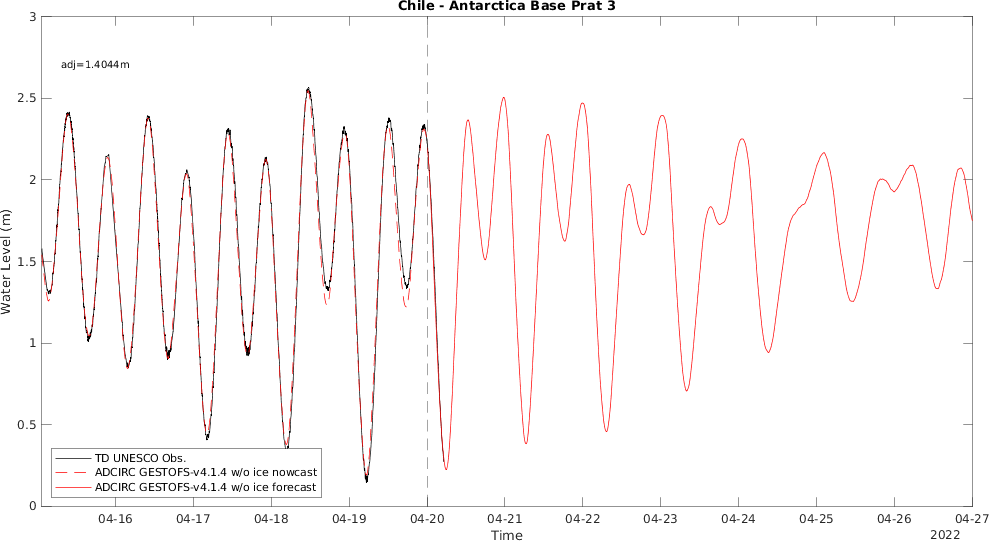 Chile - Antarctica Base Prat 3
3
adj=1.4044m
2.5
2
Water Level (m)
1.5
1
0.5
0
TD UNESCO Obs.
ADCIRC GESTOFS-v4.1.4 w/o ice nowcast
ADCIRC GESTOFS-v4.1.4 w/o ice forecast
04-16 04-17 04-18 04-19 04-20 04-21 04-22 04-23 04-24 04-25 04-26 04-27
Time
2022